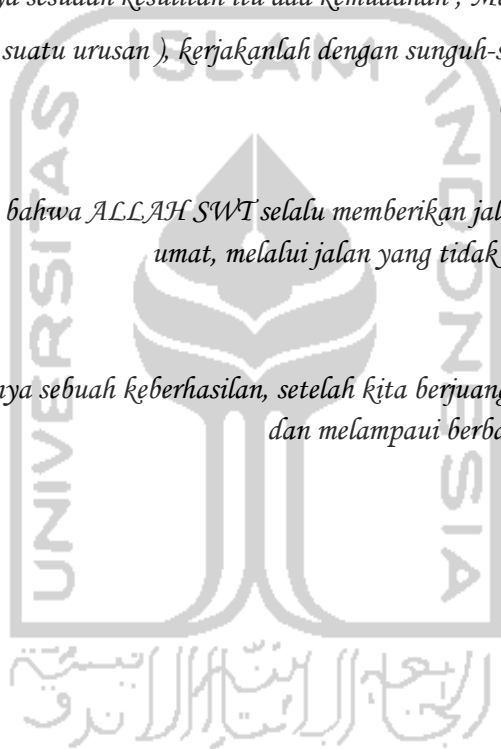 ya sesudah kesulitan itu ada kemudahan , M
suatu urusan ), kerjakanlah dengan sunguh-s
ISLAM
UNIVERSITAS
INDONESIA
bahwa ALLAH SWT selalu memberikan jal
umat, melalui jalan yang tidak
nya sebuah keberhasilan, setelah kita berjuang
dan melampaui berba